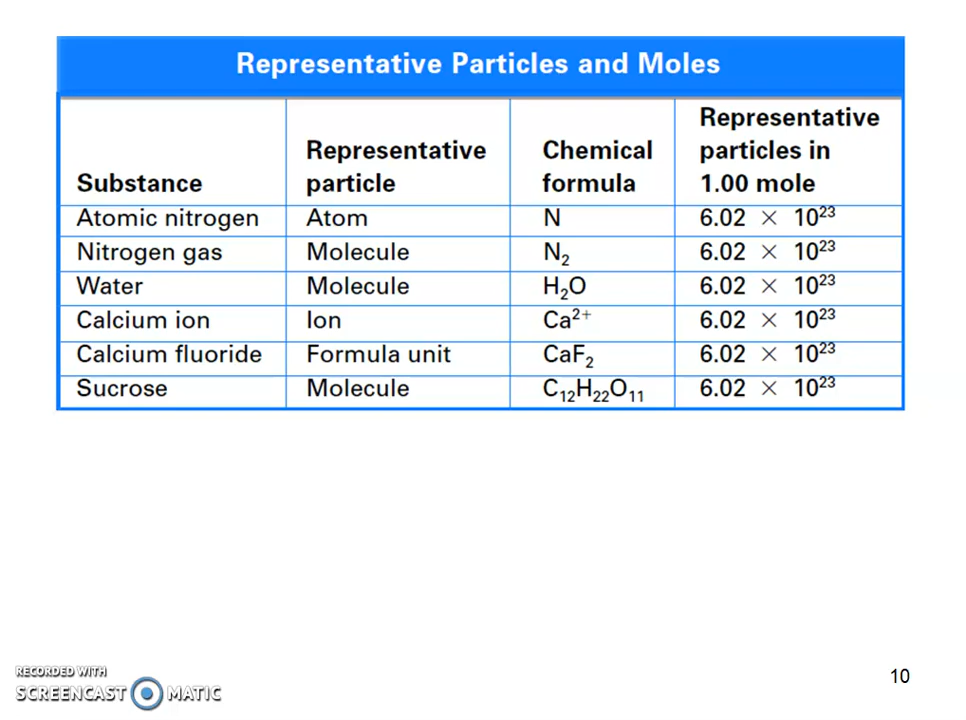 Representative Particles and Moles
Substance Representative particle Chemical formula Representative particles in 1.00 mole
Atomic nitrogen Atom N 6.02 × 10²³
Nitrogen gas Molecule N₂ 6.02 × 10²³
Water Molecule H₂O 6.02 × 10²³
Calcium ion Ion Ca²⁺ 6.02 × 10²³
Calcium fluoride Formula unit CaF₂ 6.02 × 10²³
Sucrose Molecule C₁₂H₂₂O₁₁ 6.02 × 10²³
RECORDED WITH
SCREENCAST MATIC
10